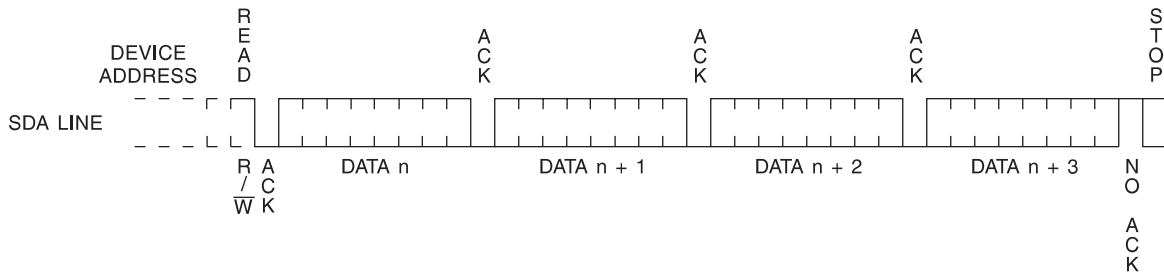 READ
ACK
ACK
ACK
STOP
DEVICE
ADDRESS
SDA LINE
R/W
ACK
DATA n
DATA n + 1
DATA n + 2
DATA n + 3
NO ACK